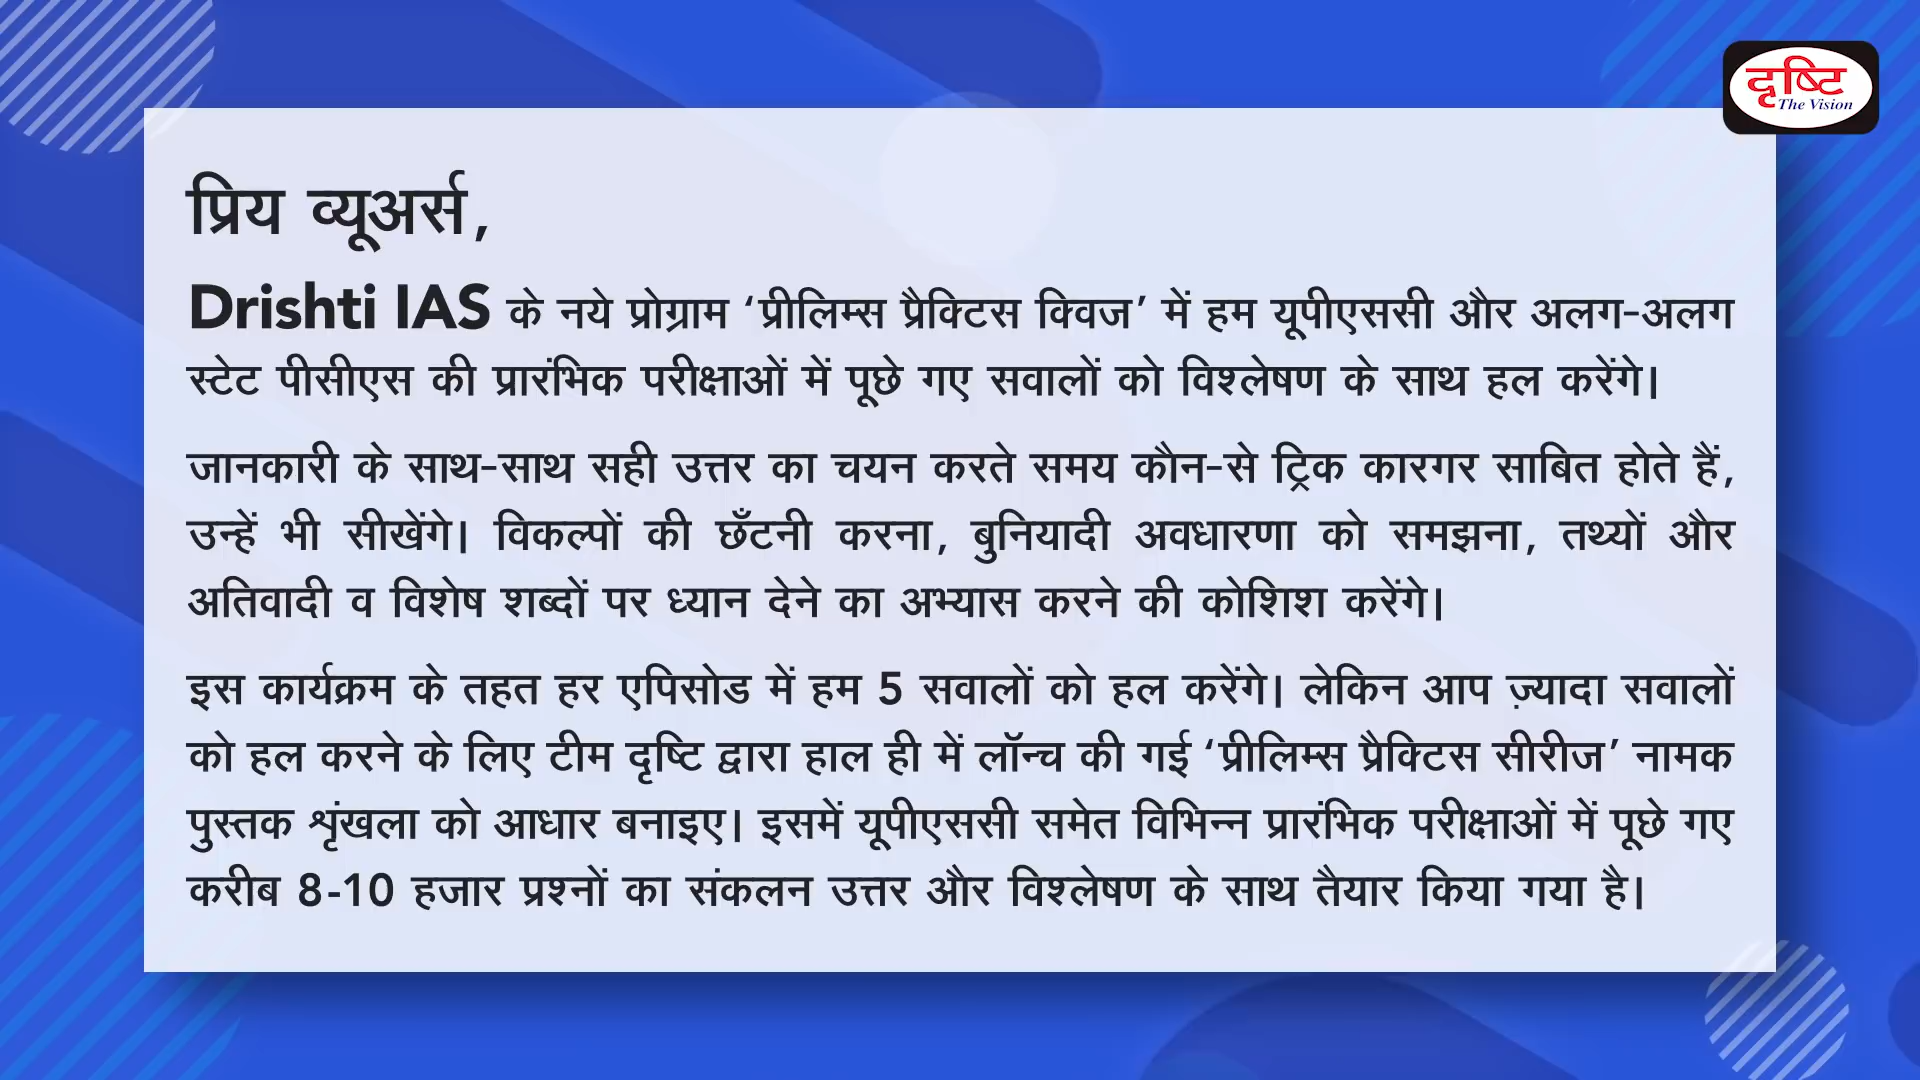 दृष्टि
The Vision
प्रिय व्यूअर्स,
Drishti IAS के नये प्रोग्राम ‘प्रीलिम्स प्रैक्टिस क्विज’ में हम यूपीएससी और अलग-अलग
स्टेट पीसीएस की प्रारंभिक परीक्षाओं में पूछे गए सवालों को विश्लेषण के साथ हल करेंगे।
जानकारी के साथ-साथ सही उत्तर का चयन करते समय कौन-से ट्रिक कारगर साबित होते हैं,
उन्हें भी सीखेंगे। विकल्पों की छँटनी करना, बुनियादी अवधारणा को समझना, तथ्यों और
अतिवादी व विशेष शब्दों पर ध्यान देने का अभ्यास करने की कोशिश करेंगे।
इस कार्यक्रम के तहत हर एपिसोड में हम 5 सवालों को हल करेंगे। लेकिन आप ज़्यादा सवालों
को हल करने के लिए टीम दृष्टि द्वारा हाल ही में लॉन्च की गई ‘प्रीलिम्स प्रैक्टिस सीरीज’ नामक
पुस्तक शृंखला को आधार बनाइए। इसमें यूपीएससी समेत विभिन्न प्रारंभिक परीक्षाओं में पूछे गए
करीब 8-10 हजार प्रश्नों का संकलन उत्तर और विश्लेषण के साथ तैयार किया गया है।